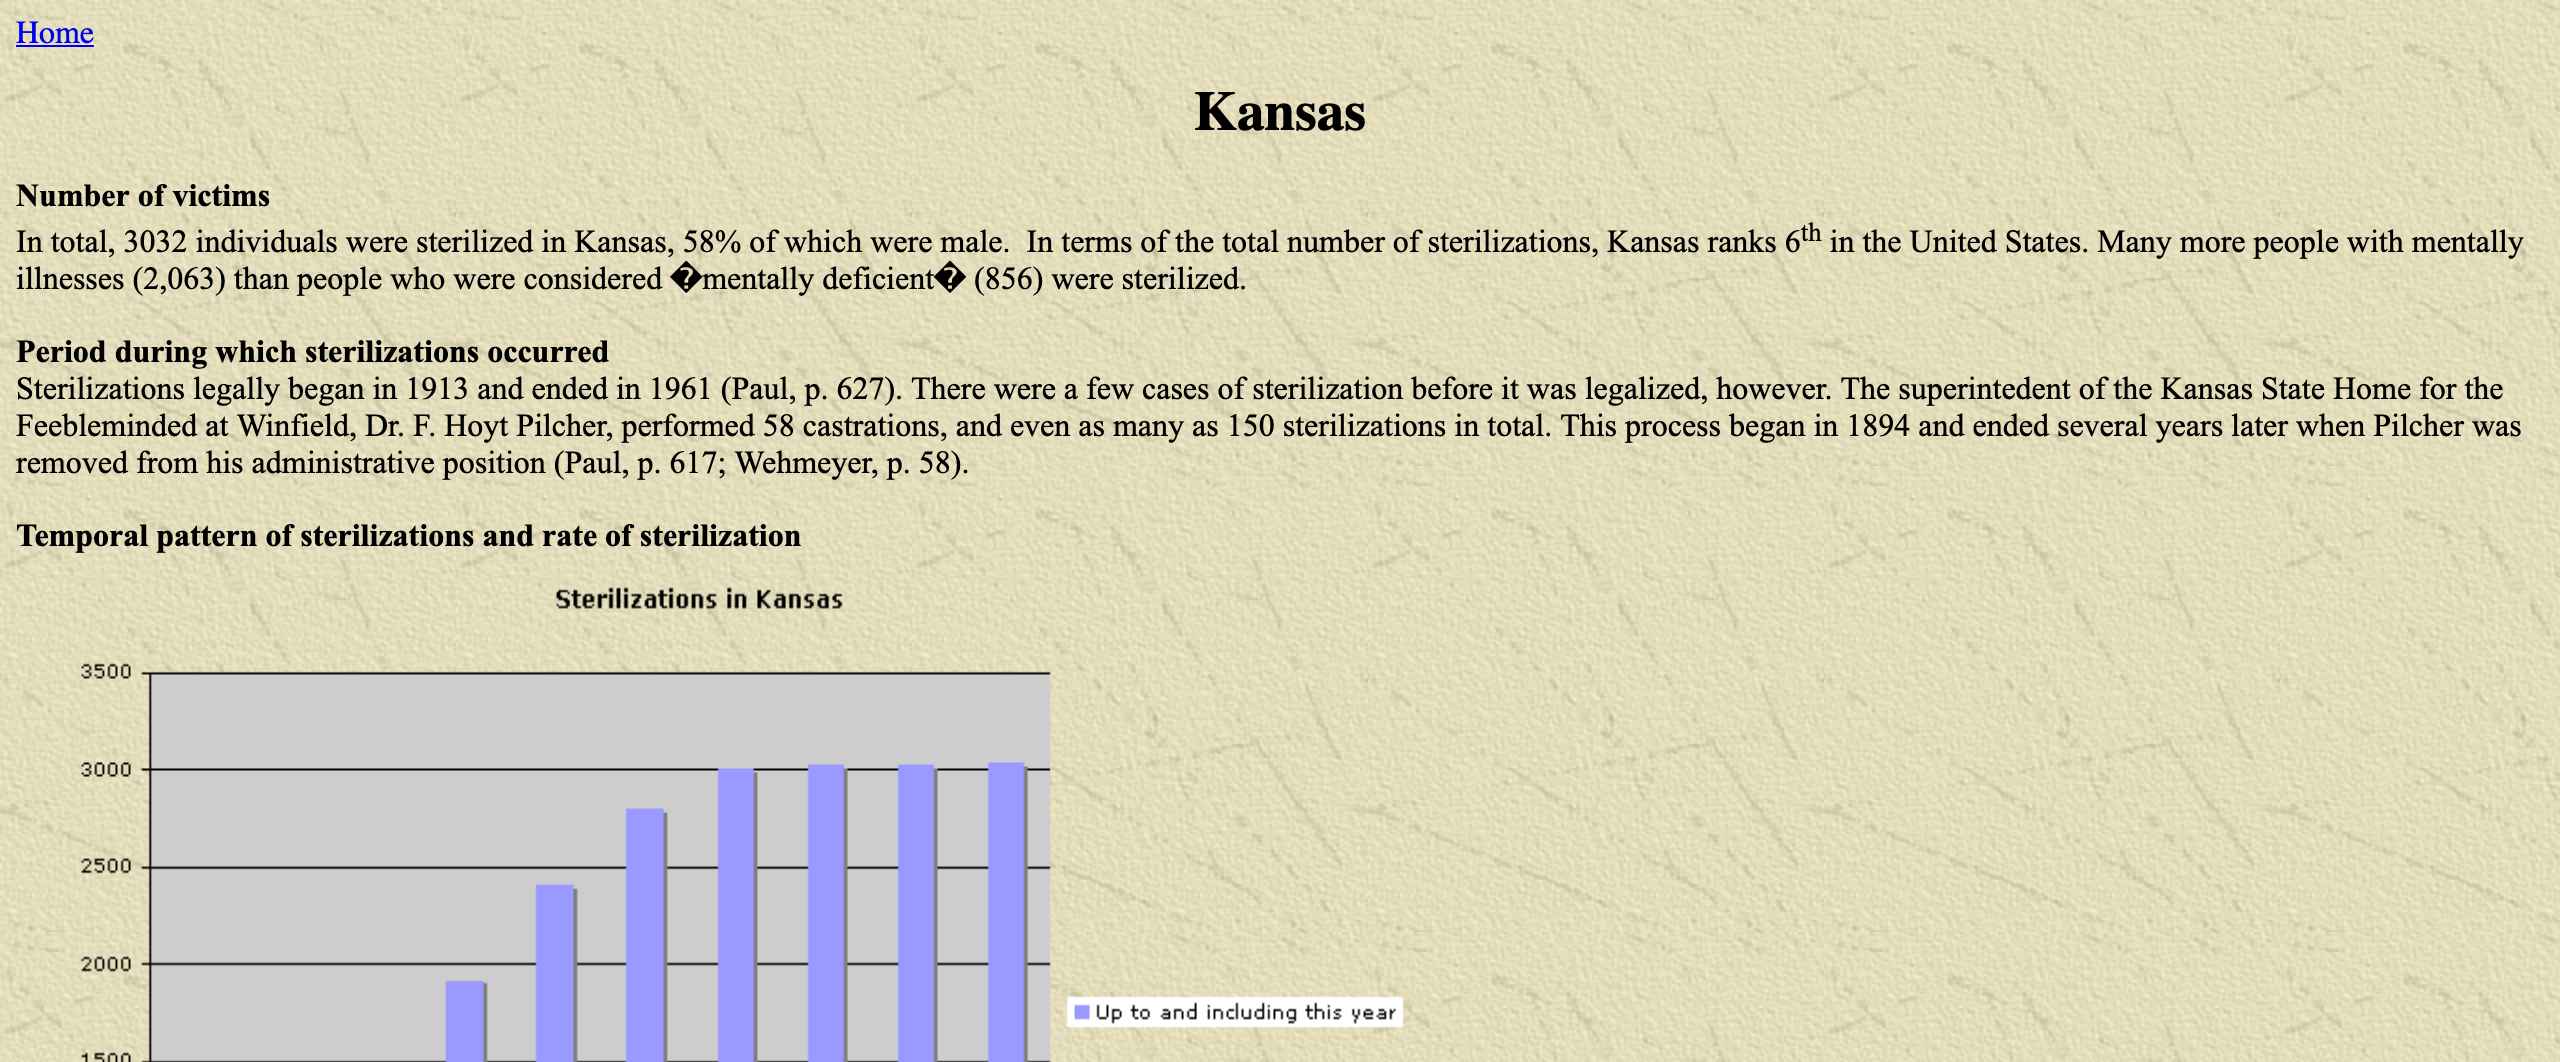 Home
Kansas
Number of victims
In total, 3032 individuals were sterilized in Kansas, 58% of which were male.  In terms of the total number of sterilizations, Kansas ranks 6th in the United States. Many more people with mentally
illnesses (2,063) than people who were considered �mentally deficient� (856) were sterilized.
Period during which sterilizations occurred
Sterilizations legally began in 1913 and ended in 1961 (Paul, p. 627). There were a few cases of sterilization before it was legalized, however. The superintedent of the Kansas State Home for the
Feebleminded at Winfield, Dr. F. Hoyt Pilcher, performed 58 castrations, and even as many as 150 sterilizations in total. This process began in 1894 and ended several years later when Pilcher was
removed from his administrative position (Paul, p. 617; Wehmeyer, p. 58).
Temporal pattern of sterilizations and rate of sterilization
Sterilizations in Kansas
3500
3000
2500
2000
Up to and including this year
1500